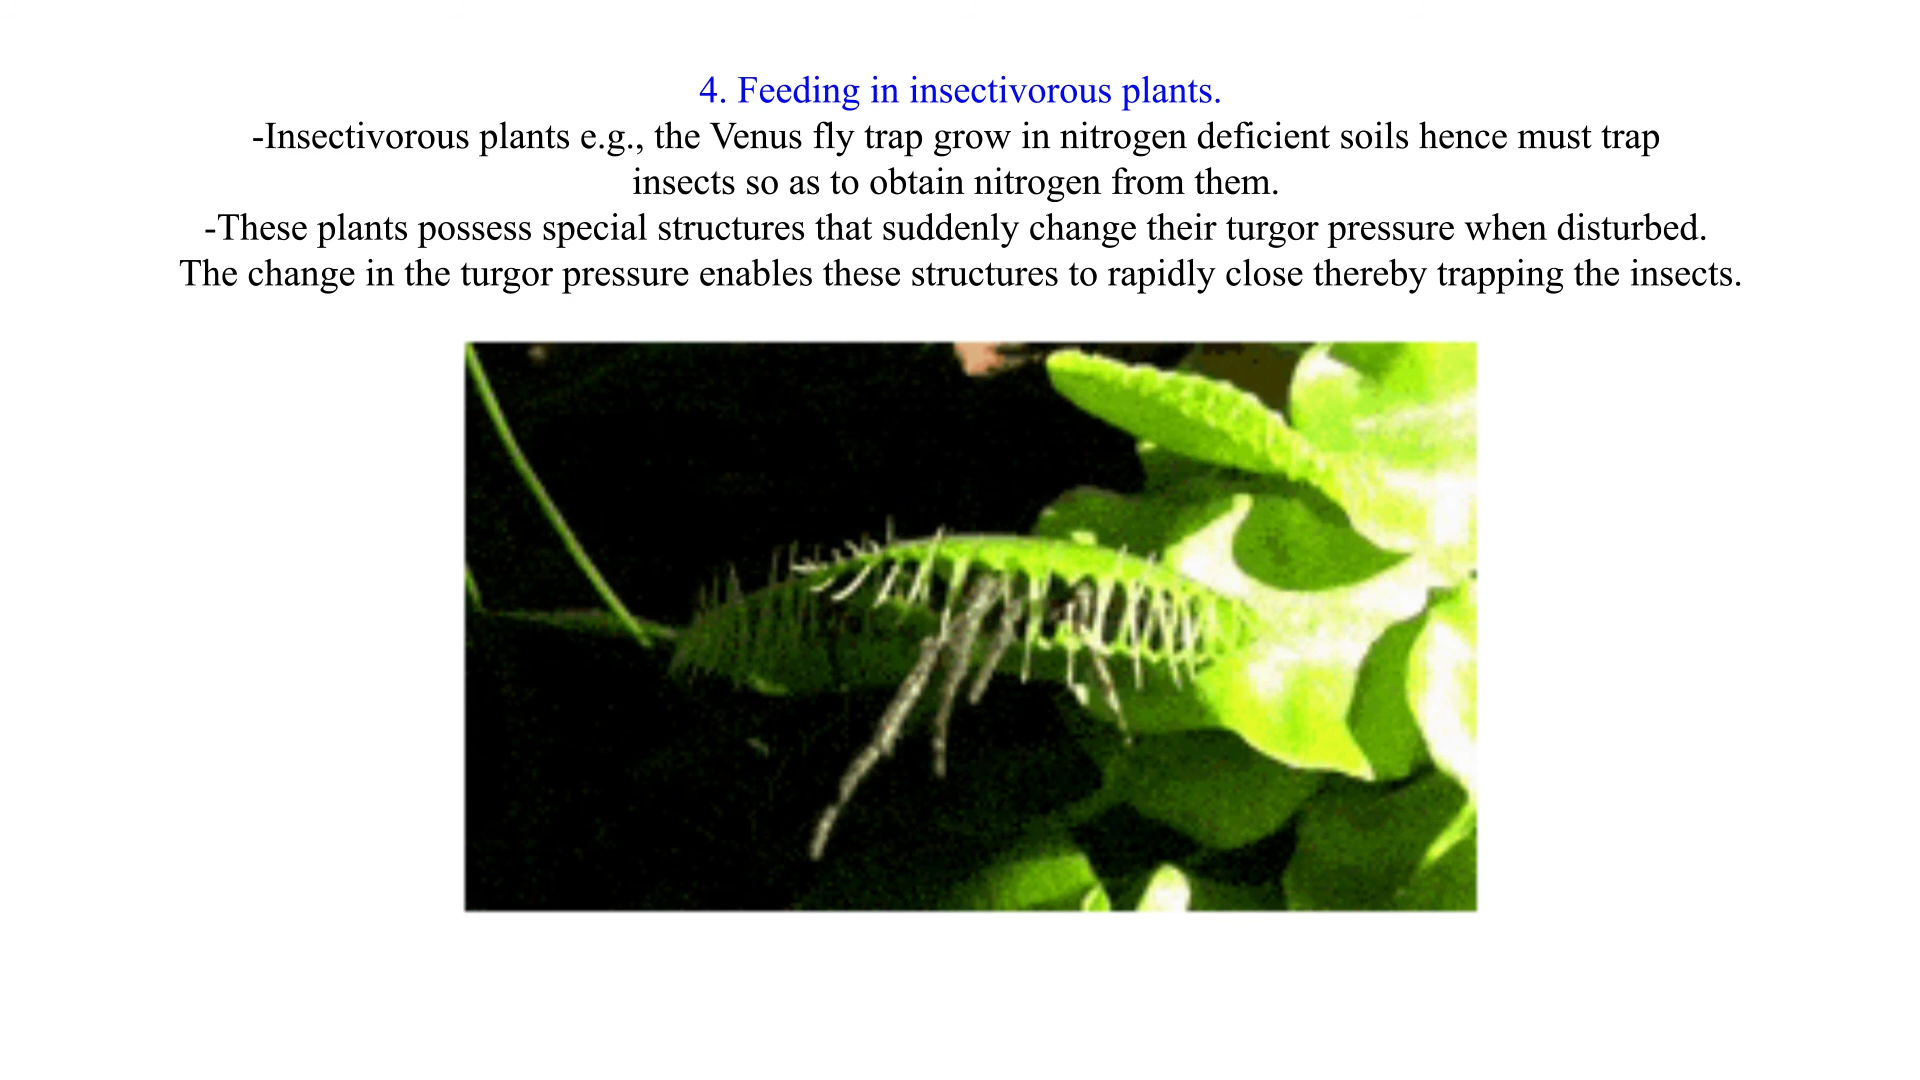 4. Feeding in insectivorous plants.
-Insectivorous plants e.g., the Venus fly trap grow in nitrogen deficient soils hence must trap
insects so as to obtain nitrogen from them.
-These plants possess special structures that suddenly change their turgor pressure when disturbed.
The change in the turgor pressure enables these structures to rapidly close thereby trapping the insects.